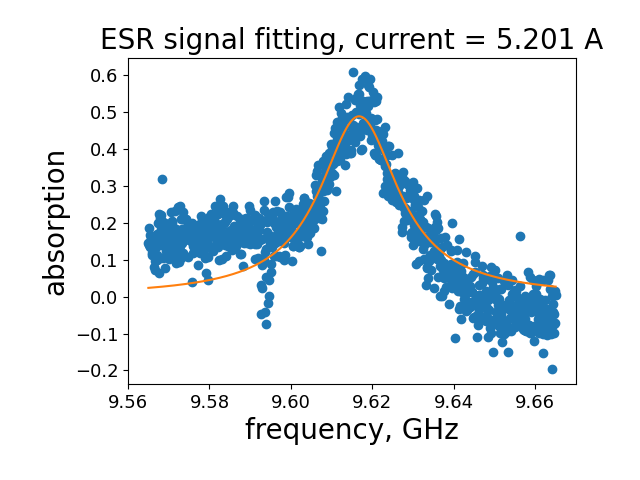 ESR signal fitting, current = 5.201 A
0.6
0.5
0.4
0.3
0.2
0.1
0.0
−0.1
−0.2
absorption
9.56 9.58 9.60 9.62 9.64 9.66
frequency, GHz